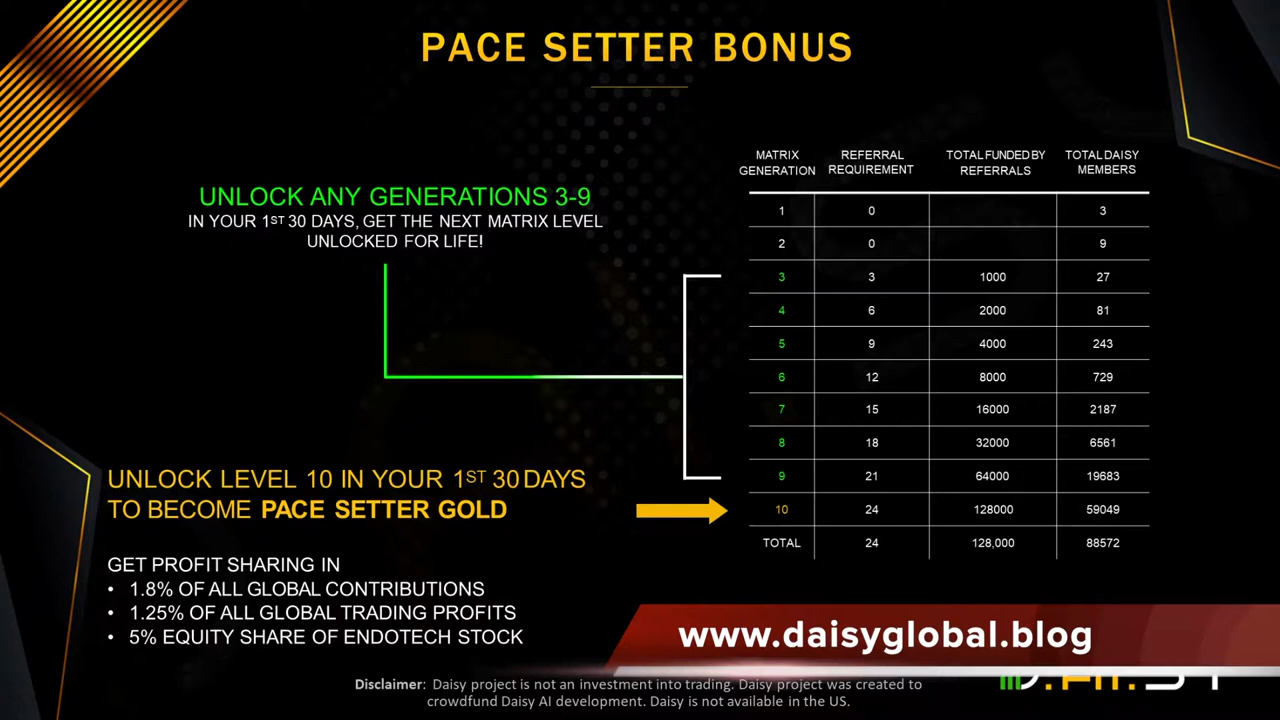 PACE SETTER BONUS
UNLOCK ANY GENERATIONS 3-9
IN YOUR 1ST 30 DAYS, GET THE NEXT MATRIX LEVEL
UNLOCKED FOR LIFE!
MATRIX GENERATION REFERRAL REQUIREMENT TOTAL FUNDED BY REFERRALS TOTAL DAISY MEMBERS
1 0 3
2 0 9
3 3 1000 27
4 6 2000 81
5 9 4000 243
6 12 8000 729
7 15 16000 2187
8 18 32000 6561
9 21 64000 19683
10 24 128000 59049
TOTAL 24 128,000 88572
UNLOCK LEVEL 10 IN YOUR 1ST 30 DAYS
TO BECOME PACE SETTER GOLD
GET PROFIT SHARING IN
• 1.8% OF ALL GLOBAL CONTRIBUTIONS
• 1.25% OF ALL GLOBAL TRADING PROFITS
• 5% EQUITY SHARE OF ENDOTECH STOCK
www.daisyglobal.blog
Disclaimer: Daisy project is not an investment into trading. Daisy project was created to
crowdfund Daisy AI development. Daisy is not available in the US.